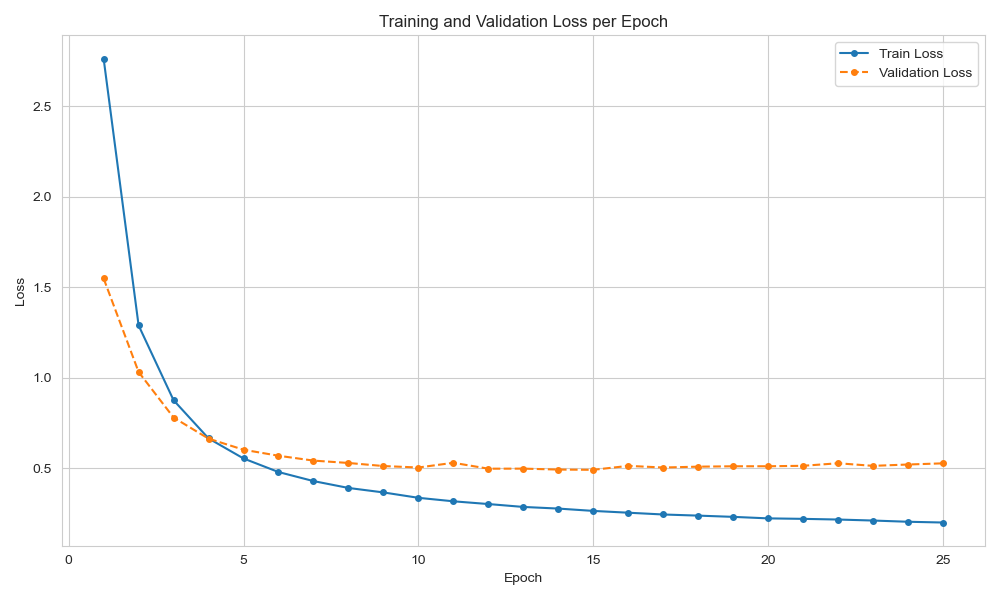 Training and Validation Loss per Epoch
Train Loss
Validation Loss
2.5
2.0
1.5
1.0
0.5
Loss
0 5 10 15 20 25
Epoch